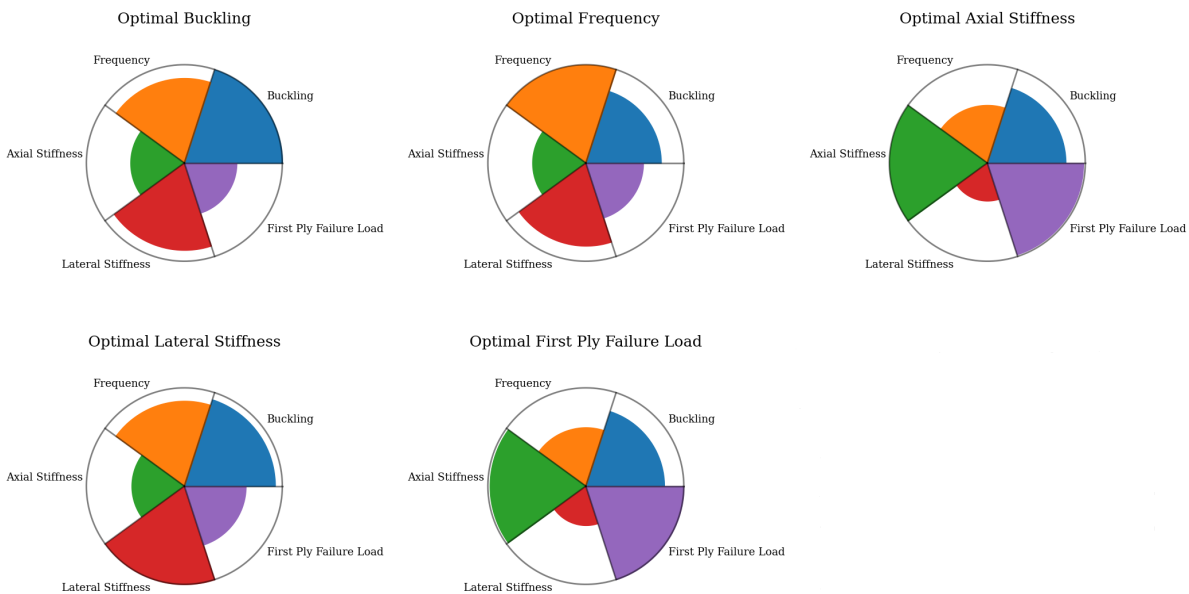 Optimal Buckling
Frequency
Buckling
Axial Stiffness
First Ply Failure Load
Lateral Stiffness
Optimal Frequency
Frequency
Buckling
Axial Stiffness
First Ply Failure Load
Lateral Stiffness
Optimal Axial Stiffness
Frequency
Buckling
Axial Stiffness
First Ply Failure Load
Lateral Stiffness
Optimal Lateral Stiffness
Frequency
Buckling
Axial Stiffness
First Ply Failure Load
Lateral Stiffness
Optimal First Ply Failure Load
Frequency
Buckling
Axial Stiffness
First Ply Failure Load
Lateral Stiffness